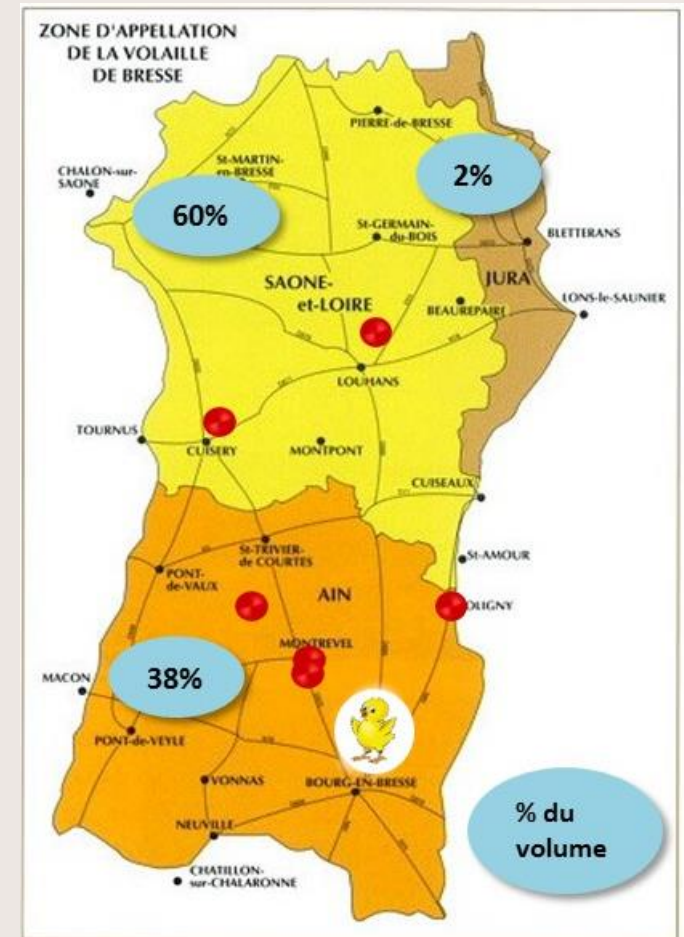 ZONE D'APPELLATION
DE LA VOLAILLE
DE BRESSE
PIERRE-de-BRESSE
CHALON-sur-
SAONE
St-MARTIN-
en-BRESSE
2%
60%
St-GERMAIN-
du-BOIS
BLETTERANS
SAONE-
et-LOIRE
JURA
BEAUREPAIRE
LONS-le-SAUNIER
LOUHANS
TOURNUS
CUISERY
MONTPONT
CUISEAUX
St-TRIVIER-
de COURTES
St-AMOUR
PONT-
de-VAUX
AIN
OLIGNY
MONTREVEL
MACON
38%
PONT-de-VEYLE
VONNAS
BOURG-EN-BRESSE
NEUVILLE
% du
volume
CHATILLON-
sur-CHALARONNE